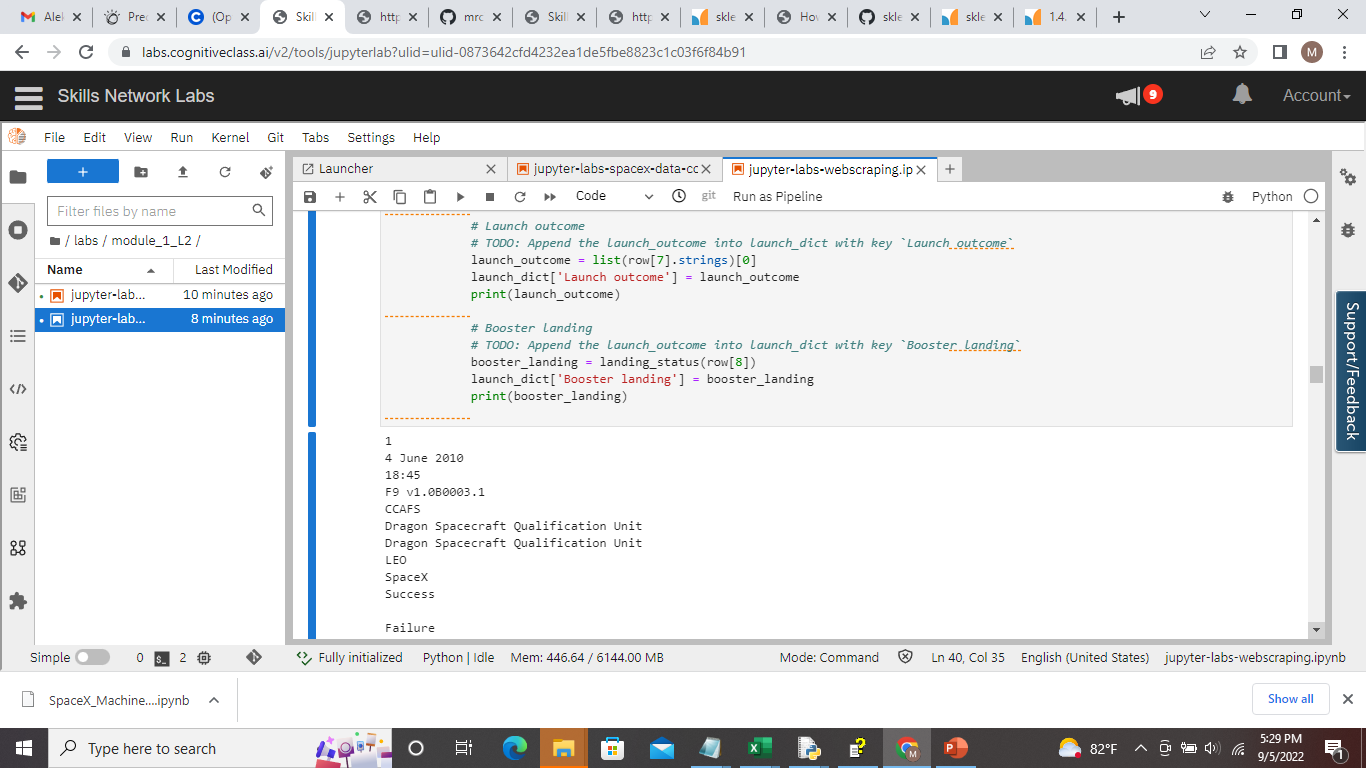 Alek
Prec
(Op
Skil
http
mrc
Skil
http
skle
How
skle
skle
1.4.
labs.cognitiveclass.ai/v2/tools/jupyterlab?ulid=ulid-0873642cfd4232ea1de5fbe8823c1c03f6f84b91
M
Skills Network Labs
9
Account
File Edit View Run Kernel Git Tabs Settings Help
Launcher
jupyter-labs-spacex-data-cc
jupyter-labs-webscraping.ip
Code
git
Run as Pipeline
Python
Filter files by name
/ labs / module_1_L2 /
Name
Last Modified
jupyter-lab...
10 minutes ago
jupyter-lab...
8 minutes ago
# Launch outcome
# TODO: Append the launch_outcome into launch_dict with key `Launch outcome`
launch_outcome = list(row[7].strings)[0]
launch_dict['Launch outcome'] = launch_outcome
print(launch_outcome)
# Booster landing
# TODO: Append the launch_outcome into launch_dict with key `Booster landing`
booster_landing = landing_status(row[8])
launch_dict['Booster landing'] = booster_landing
print(booster_landing)
1
4 June 2010
18:45
F9 v1.0B0003.1
CCAFS
Dragon Spacecraft Qualification Unit
Dragon Spacecraft Qualification Unit
LEO
SpaceX
Success
Failure
Support/Feedback
Simple
0
2
Fully initialized
Python | Idle
Mem: 446.64 / 6144.00 MB
Mode: Command
Ln 40, Col 35
English (United States)
jupyter-labs-webscraping.ipynb
SpaceX_Machine....ipynb
Show all
Type here to search
82°F
5:29 PM
9/5/2022
1